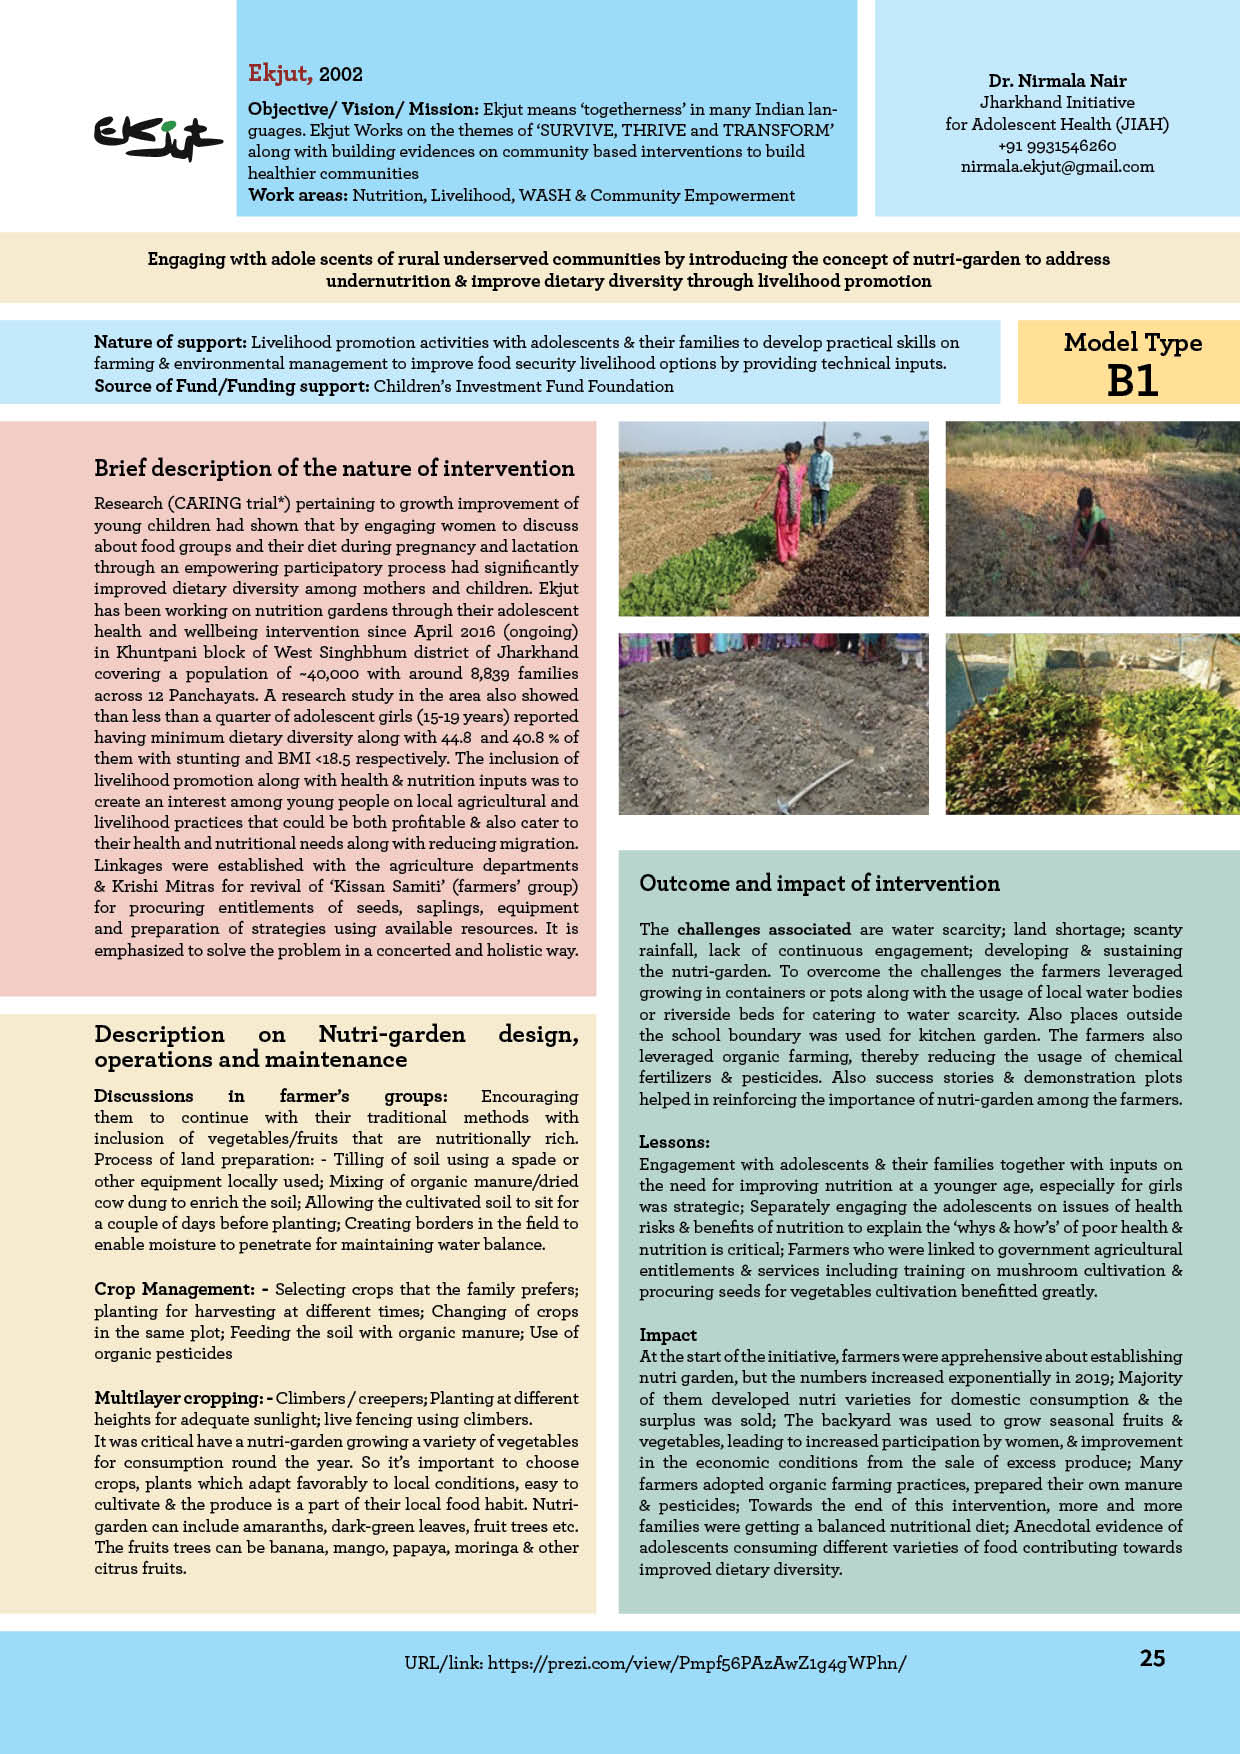 Ekjut
Ekjut, 2002
Objective/ Vision/ Mission: Ekjut means ‘togetherness’ in many Indian lan-
guages. Ekjut Works on the themes of ‘SURVIVE, THRIVE and TRANSFORM’
along with building evidences on community based interventions to build
healthier communities
Work areas: Nutrition, Livelihood, WASH & Community Empowerment
Dr. Nirmala Nair
Jharkhand Initiative
for Adolescent Health (JIAH)
+91 9931546260
nirmala.ekjut@gmail.com
Engaging with adole scents of rural underserved communities by introducing the concept of nutri-garden to address
undernutrition & improve dietary diversity through livelihood promotion
Nature of support: Livelihood promotion activities with adolescents & their families to develop practical skills on
farming & environmental management to improve food security livelihood options by providing technical inputs.
Source of Fund/Funding support: Children’s Investment Fund Foundation
Model Type
B1
Brief description of the nature of intervention
Research (CARING trial*) pertaining to growth improvement of
young children had shown that by engaging women to discuss
about food groups and their diet during pregnancy and lactation
through an empowering participatory process had significantly
improved dietary diversity among mothers and children. Ekjut
has been working on nutrition gardens through their adolescent
health and wellbeing intervention since April 2016 (ongoing)
in Khuntpani block of West Singhbhum district of Jharkhand
covering a population of ~40,000 with around 8,839 families
across 12 Panchayats. A research study in the area also showed
than less than a quarter of adolescent girls (15-19 years) reported
having minimum dietary diversity along with 44.8 and 40.8 % of
them with stunting and BMI <18.5 respectively. The inclusion of
livelihood promotion along with health & nutrition inputs was to
create an interest among young people on local agricultural and
livelihood practices that could be both profitable & also cater to
their health and nutritional needs along with reducing migration.
Linkages were established with the agriculture departments
& Krishi Mitras for revival of ‘Kissan Samiti’ (farmers’ group)
for procuring entitlements of seeds, saplings, equipment
and preparation of strategies using available resources. It is
emphasized to solve the problem in a concerted and holistic way.
Description on Nutri-garden design,
operations and maintenance
Discussions in farmer’s groups: Encouraging
them to continue with their traditional methods with
inclusion of vegetables/fruits that are nutritionally rich.
Process of land preparation: - Tilling of soil using a spade or
other equipment locally used; Mixing of organic manure/dried
cow dung to enrich the soil; Allowing the cultivated soil to sit for
a couple of days before planting; Creating borders in the field to
enable moisture to penetrate for maintaining water balance.
Crop Management: - Selecting crops that the family prefers;
planting for harvesting at different times; Changing of crops
in the same plot; Feeding the soil with organic manure; Use of
organic pesticides
Multilayer cropping: - Climbers / creepers; Planting at different
heights for adequate sunlight; live fencing using climbers.
It was critical have a nutri-garden growing a variety of vegetables
for consumption round the year. So it’s important to choose
crops, plants which adapt favorably to local conditions, easy to
cultivate & the produce is a part of their local food habit. Nutri-
garden can include amaranths, dark-green leaves, fruit trees etc.
The fruits trees can be banana, mango, papaya, moringa & other
citrus fruits.
Outcome and impact of intervention
The challenges associated are water scarcity; land shortage; scanty
rainfall, lack of continuous engagement; developing & sustaining
the nutri-garden. To overcome the challenges the farmers leveraged
growing in containers or pots along with the usage of local water bodies
or riverside beds for catering to water scarcity. Also places outside
the school boundary was used for kitchen garden. The farmers also
leveraged organic farming, thereby reducing the usage of chemical
fertilizers & pesticides. Also success stories & demonstration plots
helped in reinforcing the importance of nutri-garden among the farmers.
Lessons:
Engagement with adolescents & their families together with inputs on
the need for improving nutrition at a younger age, especially for girls
was strategic; Separately engaging the adolescents on issues of health
risks & benefits of nutrition to explain the ‘whys & how’s’ of poor health &
nutrition is critical; Farmers who were linked to government agricultural
entitlements & services including training on mushroom cultivation &
procuring seeds for vegetables cultivation benefitted greatly.
Impact
At the start of the initiative, farmers were apprehensive about establishing
nutri garden, but the numbers increased exponentially in 2019; Majority
of them developed nutri varieties for domestic consumption & the
surplus was sold; The backyard was used to grow seasonal fruits &
vegetables, leading to increased participation by women, & improvement
in the economic conditions from the sale of excess produce; Many
farmers adopted organic farming practices, prepared their own manure
& pesticides; Towards the end of this intervention, more and more
families were getting a balanced nutritional diet; Anecdotal evidence of
adolescents consuming different varieties of food contributing towards
improved dietary diversity.
URL/link: https://prezi.com/view/Pmpf56PAzAwZ1g4gWPhn/
25